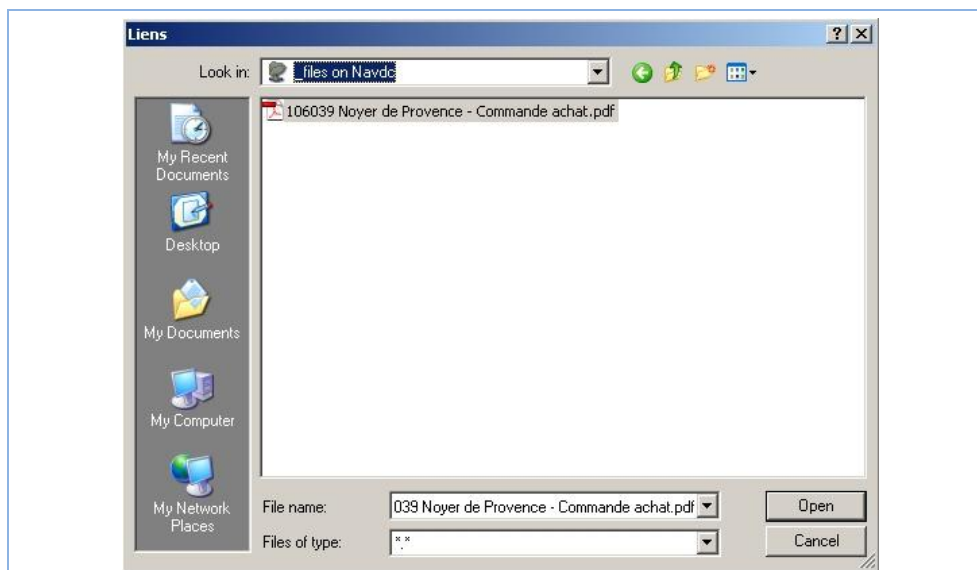 Liens
Look in: _files on Navdc
106039 Noyer de Provence - Commande achat.pdf
My Recent
Documents
Desktop
My Documents
My Computer
My Network
Places
File name: 039 Noyer de Provence - Commande achat.pdf Open
Files of type: *.* Cancel